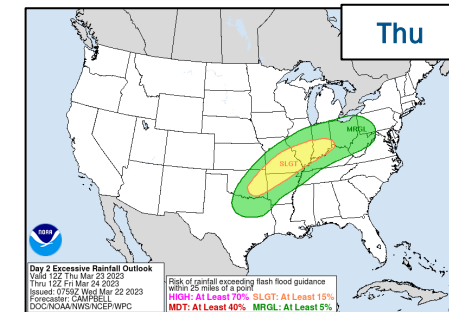 Thu
MRGL
SLGT
NOAA
Day 2 Excessive Rainfall Outlook
Valid 12Z Thu Mar 23 2023
Thru 12Z Fri Mar 24 2023
Issued: 0759Z Wed Mar 22 2023
Forecaster: CAMPBELL
DOC/NOAA/NWS/NCEP/WPC
Risk of rainfall exceeding flash flood guidance
within 25 miles of a point
HIGH: At Least 70% SLGT: At Least 15%
MDT: At Least 40% MRGL: At Least 5%